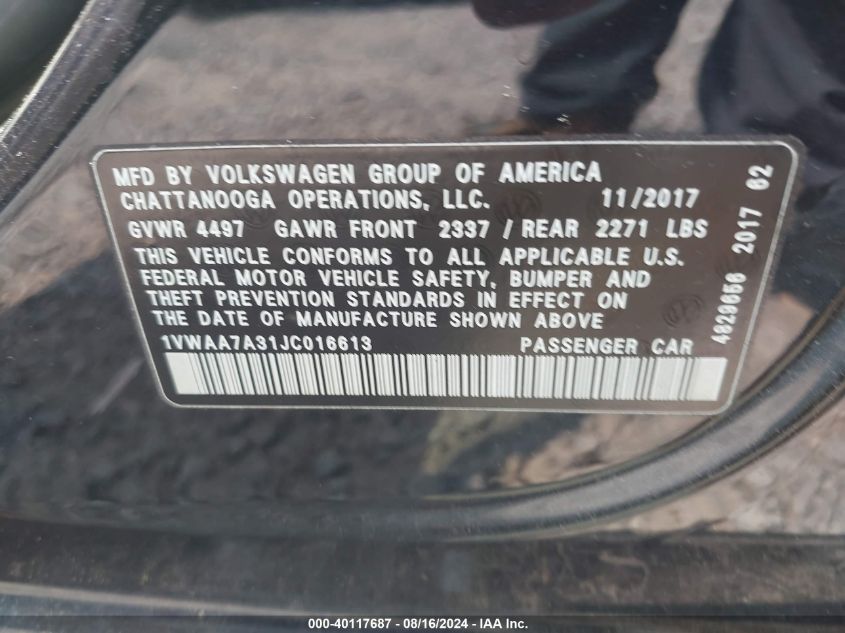 MFD BY VOLKSWAGEN GROUP OF AMERICA
CHATTANOOGA OPERATIONS, LLC. 11/2017
GVWR 4497 GAWR FRONT 2337 / REAR 2271 LBS
THIS VEHICLE CONFORMS TO ALL APPLICABLE U.S.
FEDERAL MOTOR VEHICLE SAFETY, BUMPER AND
THEFT PREVENTION STANDARDS IN EFFECT ON
THE DATE OF MANUFACTURE SHOWN ABOVE
1VWAA7A31JC016613 PASSENGER CAR
4829656 2017 62
000-40117687 - 08/16/2024 - IAA Inc.